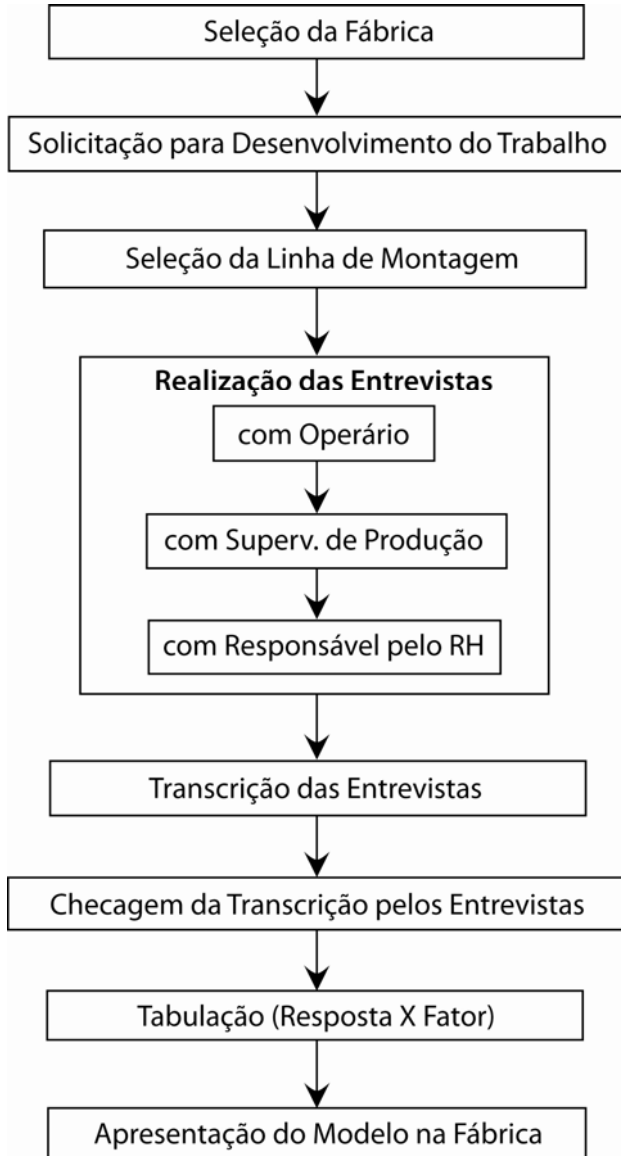 Seleção da Fábrica
Solicitação para Desenvolvimento do Trabalho
Seleção da Linha de Montagem
Realização das Entrevistas
com Operário
com Superv. de Produção
com Responsável pelo RH
Transcrição das Entrevistas
Checagem da Transcrição pelos Entrevistas
Tabulação (Resposta X Fator)
Apresentação do Modelo na Fábrica